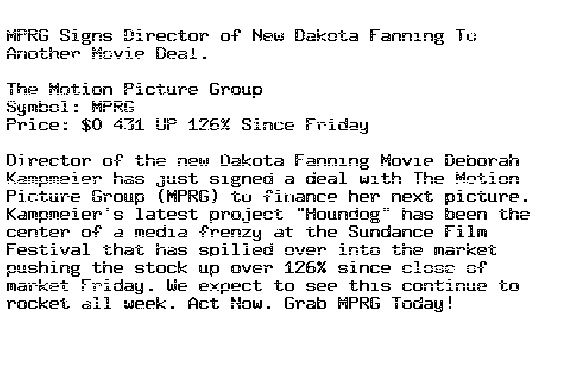 MPRG Signs Director of New Dakota Fanning To
Another Movie Deal.
The Motion Picture Group
Symbol: MPRG
Price: $0 431 UP 126% Since Friday
Director of the new Dakota Fanning Movie Deborah
Kampmeier has just signed a deal with The Motion
Picture Group (MPRG) to finance her next picture.
Kampmeier's latest project "Houndog" has been the
center of a media frenzy at the Sundance Film
Festival that has spilled over into the market
pushing the stock up over 126% since close of
market Friday. We expect to see this continue to
rocket all week. Act Now. Grab MPRG Today!